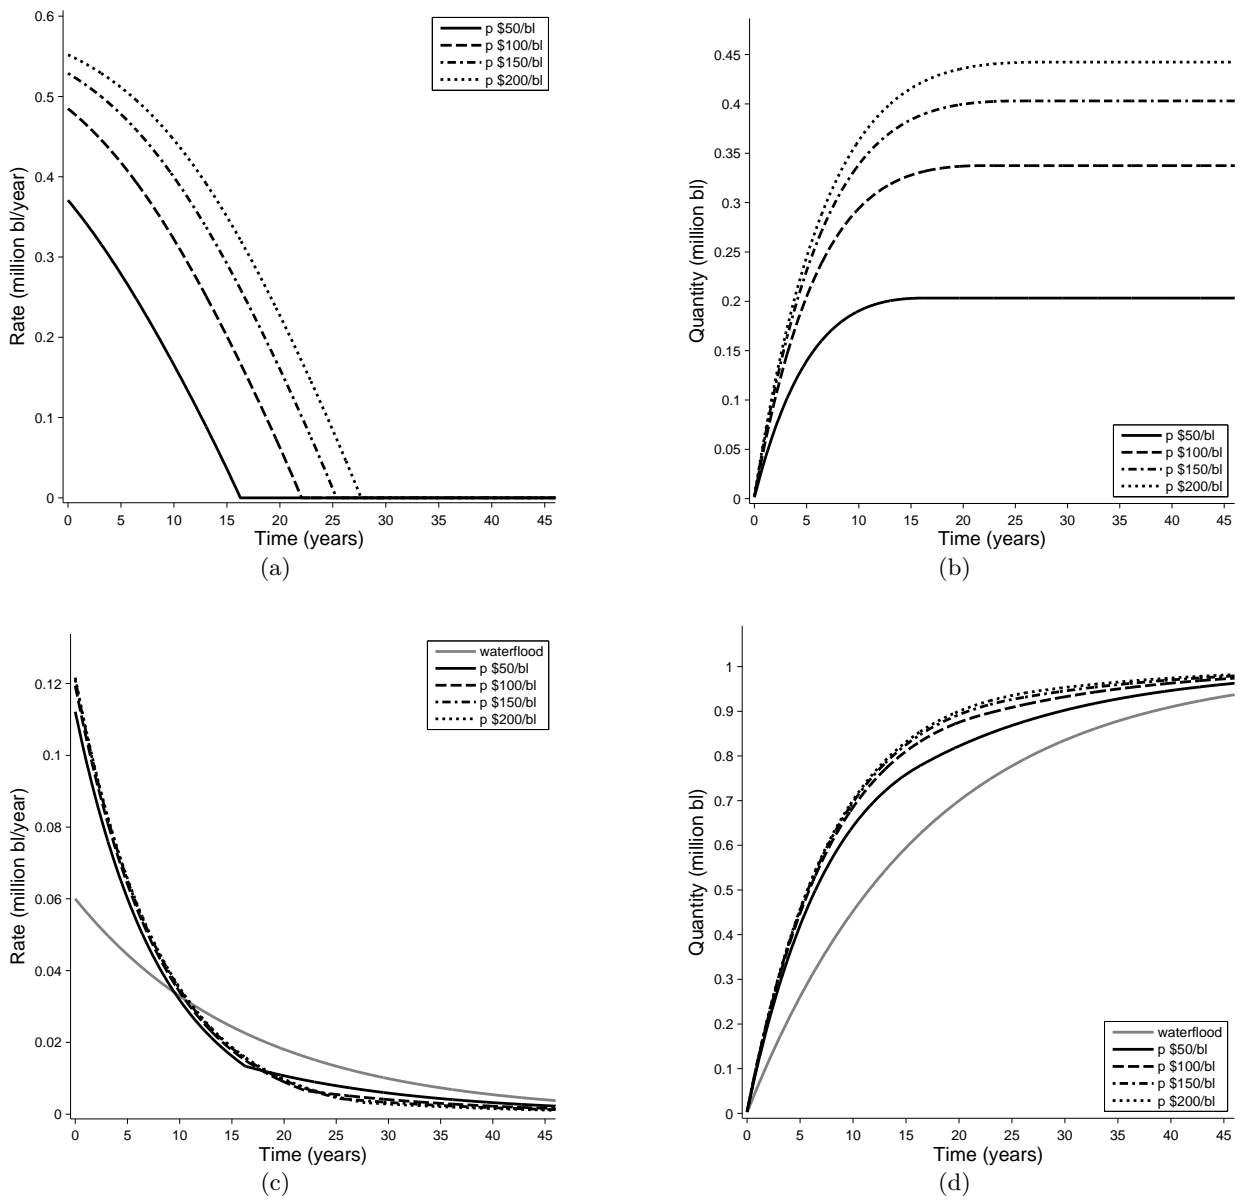 0.6
0.5
0.4
0.3
0.2
0.1
0
Rate (million bl/year)
p $50/bl
p $100/bl
p $150/bl
p $200/bl
0 5 10 15 20 25 30 35 40 45
Time (years)
(a)
0.45
0.4
0.35
0.3
0.25
0.2
0.15
0.1
0.05
0
Quantity (million bl)
p $50/bl
p $100/bl
p $150/bl
p $200/bl
0 5 10 15 20 25 30 35 40 45
Time (years)
(b)
0.12
0.1
0.08
0.06
0.04
0.02
0
Rate (million bl/year)
waterflood
p $50/bl
p $100/bl
p $150/bl
p $200/bl
0 5 10 15 20 25 30 35 40 45
Time (years)
(c)
1
0.9
0.8
0.7
0.6
0.5
0.4
0.3
0.2
0.1
0
Quantity (million bl)
waterflood
p $50/bl
p $100/bl
p $150/bl
p $200/bl
0 5 10 15 20 25 30 35 40 45
Time (years)
(d)